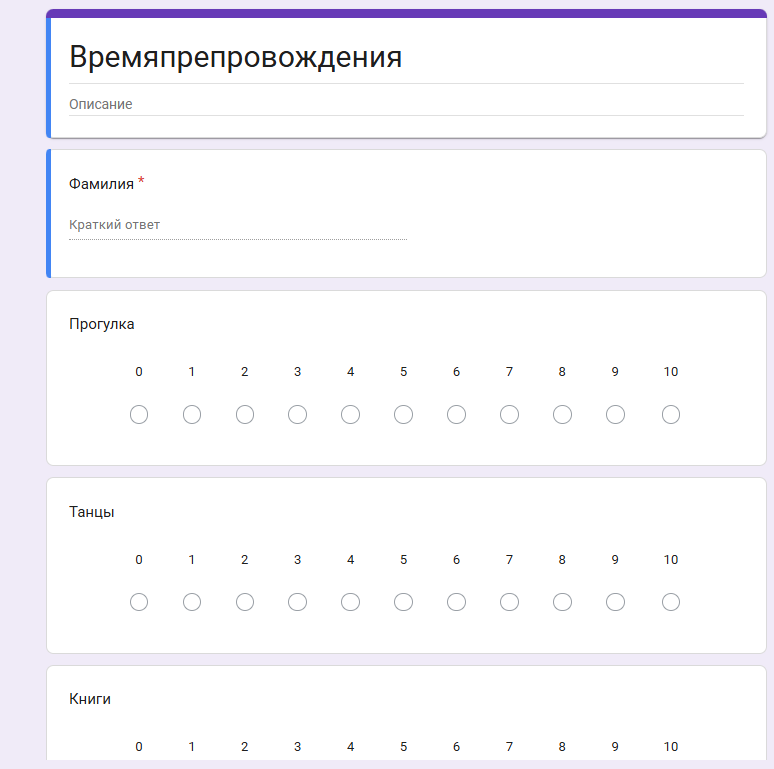 Времяпрепровождения
Описание
Фамилия *
Краткий ответ
Прогулка
0 1 2 3 4 5 6 7 8 9 10
Танцы
0 1 2 3 4 5 6 7 8 9 10
Книги
0 1 2 3 4 5 6 7 8 9 10